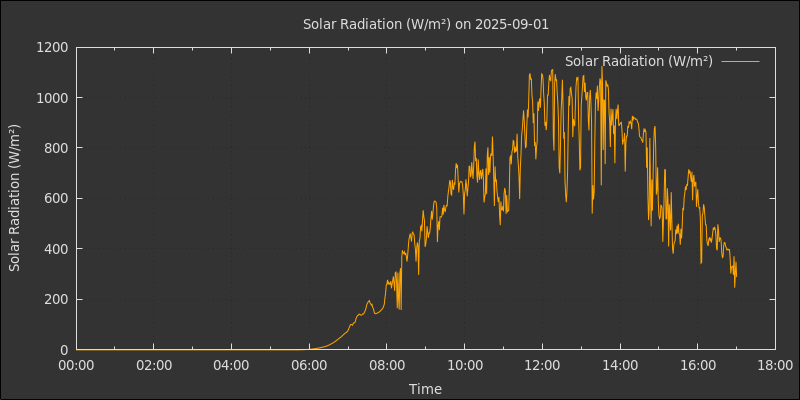 Solar Radiation (W/m²) on 2025-09-01
Solar Radiation (W/m²)
Solar Radiation (W/m²)
1200
1000
800
600
400
200
0
00:00 02:00 04:00 06:00 08:00 10:00 12:00 14:00 16:00 18:00
Time